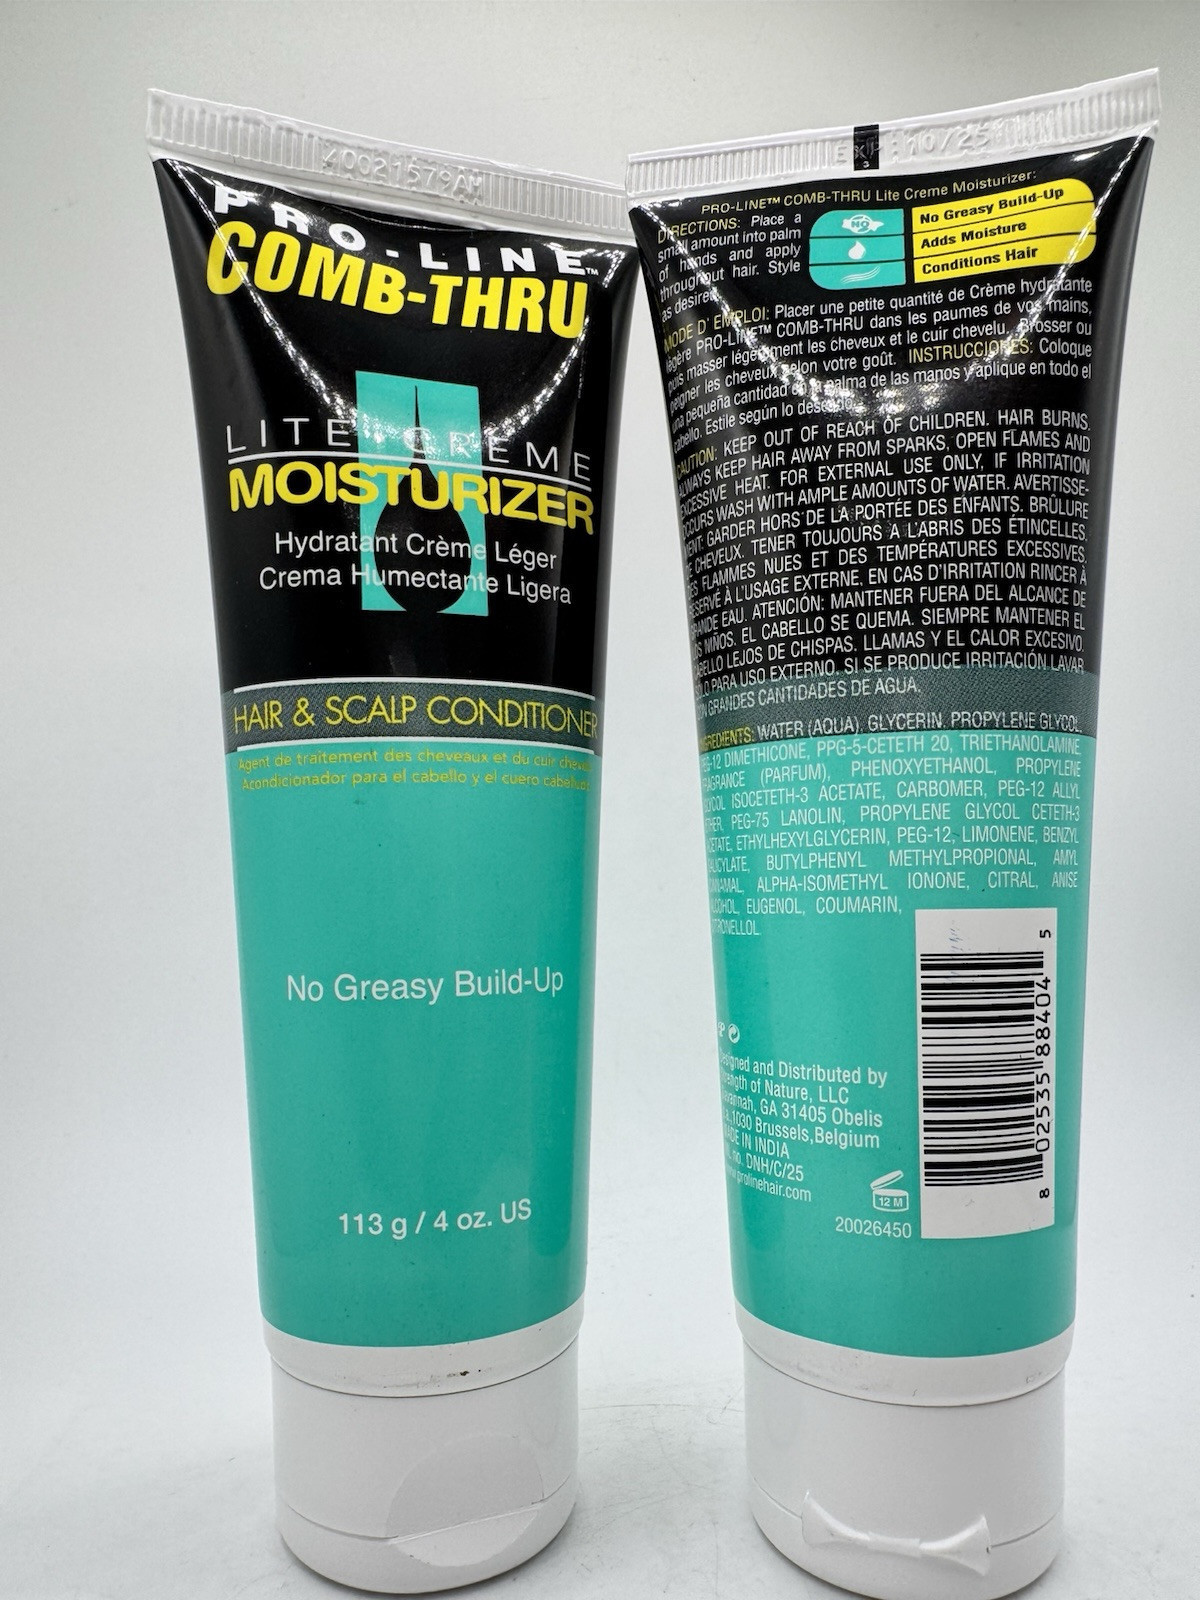 PRO-LINE™
COMB-THRU
LITE CREME
MOISTURIZER
Hydratant Crème Léger
Crema Humectante Ligera
HAIR & SCALP CONDITIONER
Agent de traitement des cheveaux et du cuir
Acondicionador para el cabello y el cuero
No Greasy Build-Up
113 g / 4 oz. US
EXP: 10/25
PRO-LINE™ COMB-THRU Lite Creme Moisturizer:
DIRECTIONS: Place a
small amount into palm
of hands and apply
throughout hair. Style
as desired.
No Greasy Build-Up
Adds Moisture
Conditions Hair
MODE D' EMPLOI: Placer une petite quantité de Crème hydratante
légère PRO-LINE™ COMB-THRU dans les paumes de vos mains,
puis masser légèrement les cheveux et le cuir chevelu. Brosser ou
peigner les cheveux selon votre goût. INSTRUCCIONES: Coloque
una pequeña cantidad palma de las manos y aplique en todo el
cabello. Estile según lo
CAUTION: KEEP OUT OF REACH OF CHILDREN. HAIR BURNS.
ALWAYS KEEP HAIR AWAY FROM SPARKS, OPEN FLAMES AND
EXCESSIVE HEAT. FOR EXTERNAL USE ONLY, IF IRRITATION
OCCURS WASH WITH AMPLE AMOUNTS OF WATER. AVERTISSE-
MENT: GARDER HORS DE LA PORTÉE DES ENFANTS. BRÛLURE
CHEVEUX. TENER TOUJOURS A L'ABRIS DES ÉTINCELLES,
DES FLAMMES NUES ET DES TEMPÉRATURES EXCESSIVES.
RÉSERVÉ À L'USAGE EXTERNE. EN CAS D'IRRITATION RINCER À
GRANDE EAU. ATENCIÓN: MANTENER FUERA DEL ALCANCE DE
LOS NIÑOS. EL CABELLO SE QUEMA. SIEMPRE MANTENER EL
CABELLO LEJOS DE CHISPAS. LLAMAS Y EL CALOR EXCESIVO.
SOLO PARA USO EXTERNO. SI SE PRODUCE IRRITACIÓN LAVAR
CON GRANDES CANTIDADES DE AGUA.
INGREDIENTS: WATER (AQUA), GLYCERIN, PROPYLENE GLYCOL,
PEG-12 DIMETHICONE, PPG-5-CETETH 20, TRIETHANOLAMINE,
FRAGRANCE (PARFUM), PHENOXYETHANOL, PROPYLENE
GLYCOL ISOCETETH-3 ACETATE, CARBOMER, PEG-12 ALLYL
ETHER, PEG-75 LANOLIN, PROPYLENE GLYCOL CETETH-3
ACETATE, ETHYLHEXYLGLYCERIN, PEG-12, LIMONENE, BENZYL
SALICYLATE, BUTYLPHENYL METHYLPROPIONAL, AMYL
CINNAMAL, ALPHA-ISOMETHYL IONONE, CITRAL, ANISE
ALCOHOL, EUGENOL, COUMARIN,
CITRONELLOL.
Designed and Distributed by
Strength of Nature, LLC
Savannah, GA 31405 Obelis
1030 Brussels,Belgium
MADE IN INDIA
no. DNH/C/25
www.prolinehair.com
12 M
20026450
8 02535 88404 5